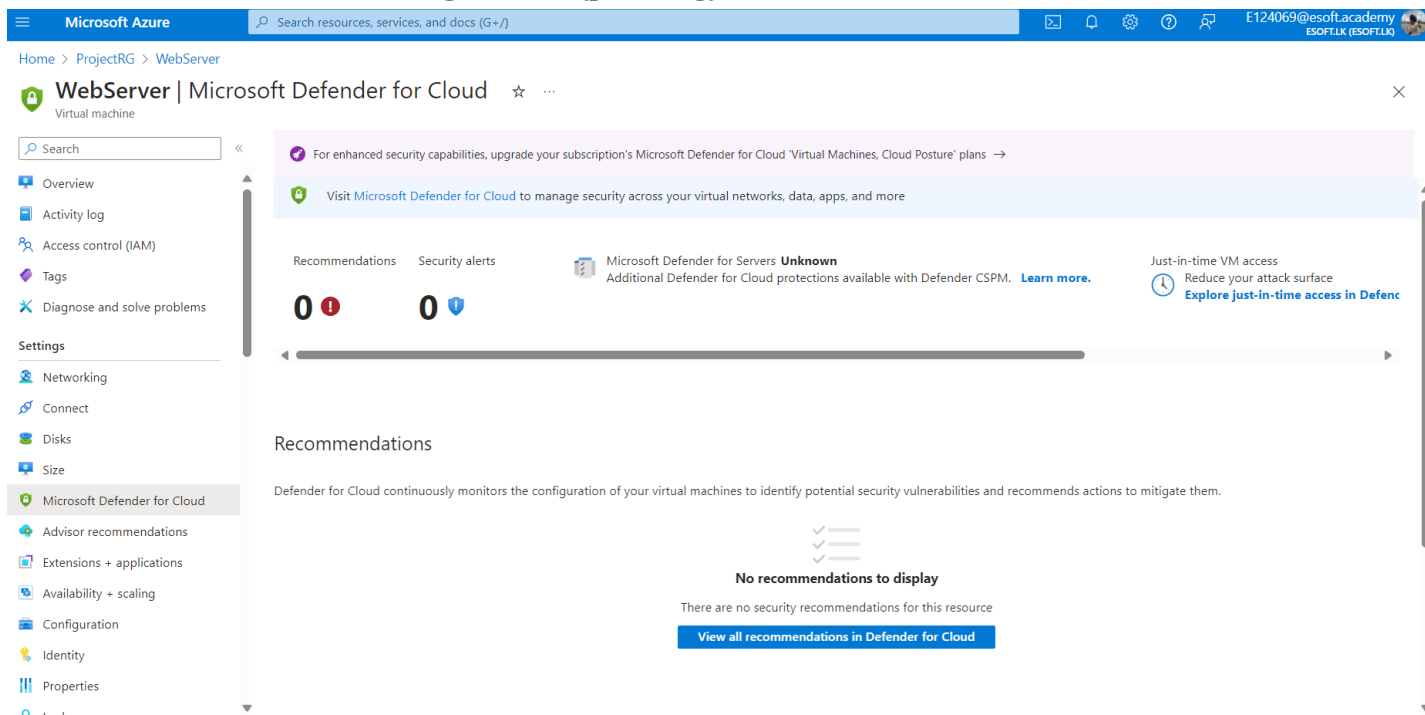 Microsoft Azure
Search resources, services, and docs (G+/)
E124069@esoft.academy
ESOFT.LK (ESOFT.LK)
Home > ProjectRG > WebServer
WebServer | Microsoft Defender for Cloud
Virtual machine
Search
Overview
Activity log
Access control (IAM)
Tags
Diagnose and solve problems
Settings
Networking
Connect
Disks
Size
Microsoft Defender for Cloud
Advisor recommendations
Extensions + applications
Availability + scaling
Configuration
Identity
Properties
For enhanced security capabilities, upgrade your subscription's Microsoft Defender for Cloud 'Virtual Machines, Cloud Posture' plans →
Visit Microsoft Defender for Cloud to manage security across your virtual networks, data, apps, and more
Recommendations
0
Security alerts
0
Microsoft Defender for Servers Unknown
Additional Defender for Cloud protections available with Defender CSPM. Learn more.
Just-in-time VM access
Reduce your attack surface
Explore just-in-time access in Defenc
Recommendations
Defender for Cloud continuously monitors the configuration of your virtual machines to identify potential security vulnerabilities and recommends actions to mitigate them.
No recommendations to display
There are no security recommendations for this resource
View all recommendations in Defender for Cloud